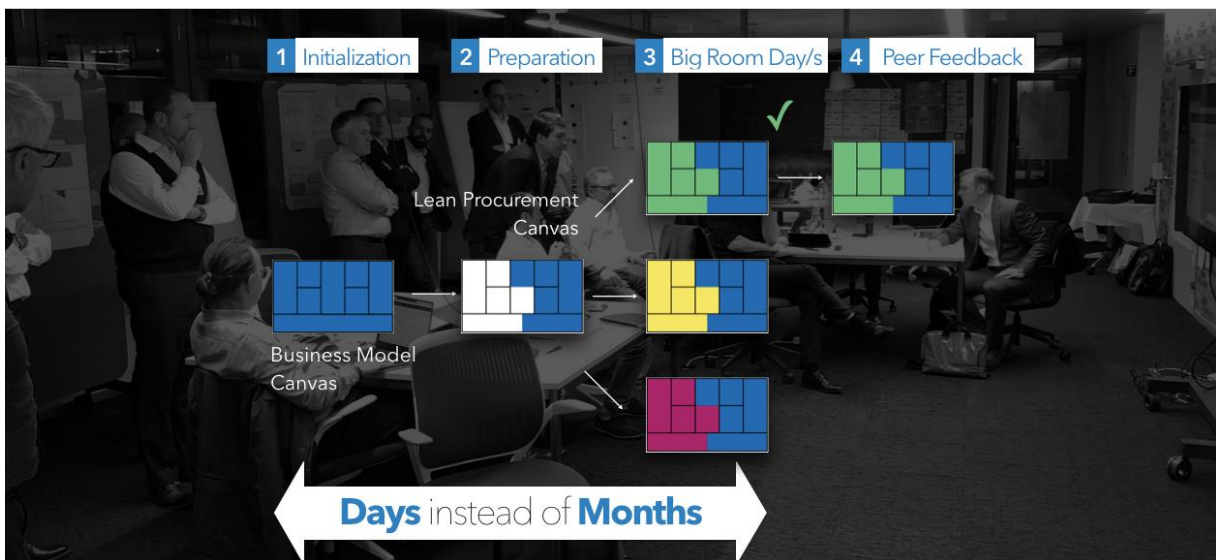 1 Initialization
2 Preparation
3 Big Room Day/s
4 Peer Feedback
Lean Procurement
Canvas
Business Model
Canvas
Days instead of Months